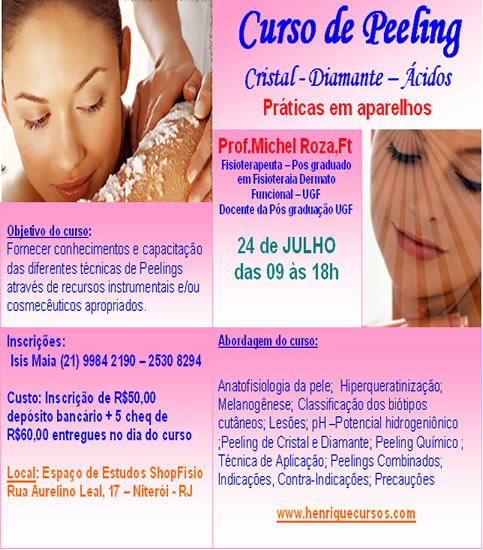 Curso de Peeling
Cristal - Diamante – Ácidos
Práticas em aparelhos
Prof.Michel Roza,Ft
Fisioterapeuta – Pos graduado
em Fisioteraia Dermato
Funcional – UGF
Docente da Pós graduação UGF
24 de JULHO
das 09 às 18h
Objetivo do curso:
Fornecer conhecimentos e capacitação
das diferentes técnicas de Peelings
através de recursos instrumentais e/ou
cosmecêuticos apropriados.
Inscrições:
Isis Maia (21) 9984 2190 – 2530 8294
Custo: Inscrição de R$50,00
depósito bancário + 5 cheq de
R$60,00 entregues no dia do curso
Local: Espaço de Estudos ShopFisio
Rua Aurelino Leal, 17 – Niterói - RJ
Abordagem do curso:
Anatofisiologia da pele; Hiperqueratinização;
Melanogênese; Classificação dos biótipos
cutâneos; Lesões; pH –Potencial hidrogeniônico
;Peeling de Cristal e Diamante; Peeling Químico ;
Técnica de Aplicação; Peelings Combinados;
Indicações, Contra-Indicações; Precauções
www.henriquecursos.com